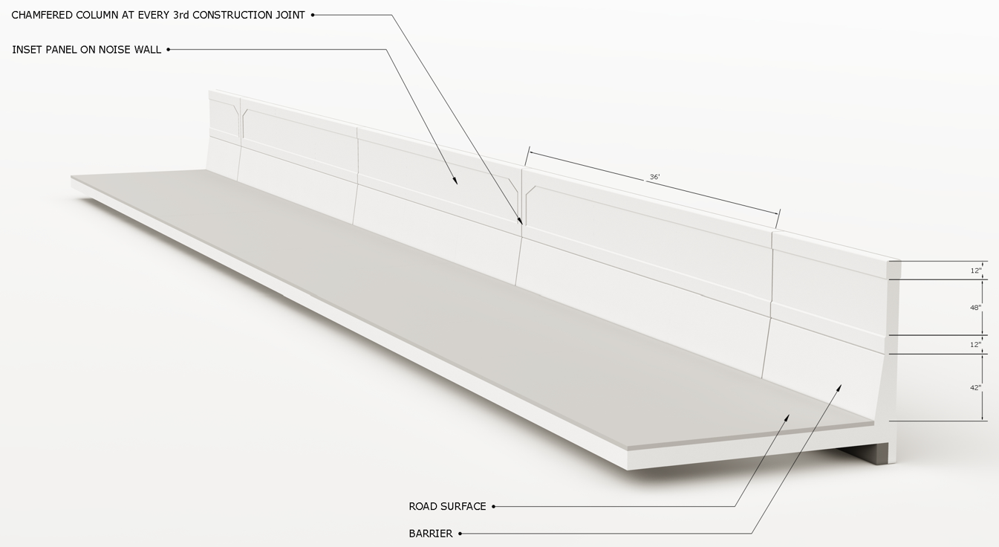 CHAMFERED COLUMN AT EVERY 3rd CONSTRUCTION JOINT
INSET PANEL ON NOISE WALL
36'
12"
48"
12"
42"
ROAD SURFACE
BARRIER